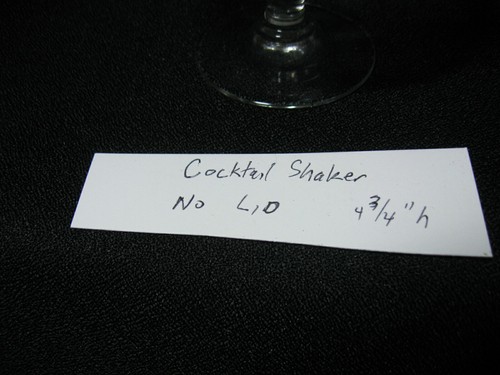 Cocktail Shaker
No LiD 4 3/4" h